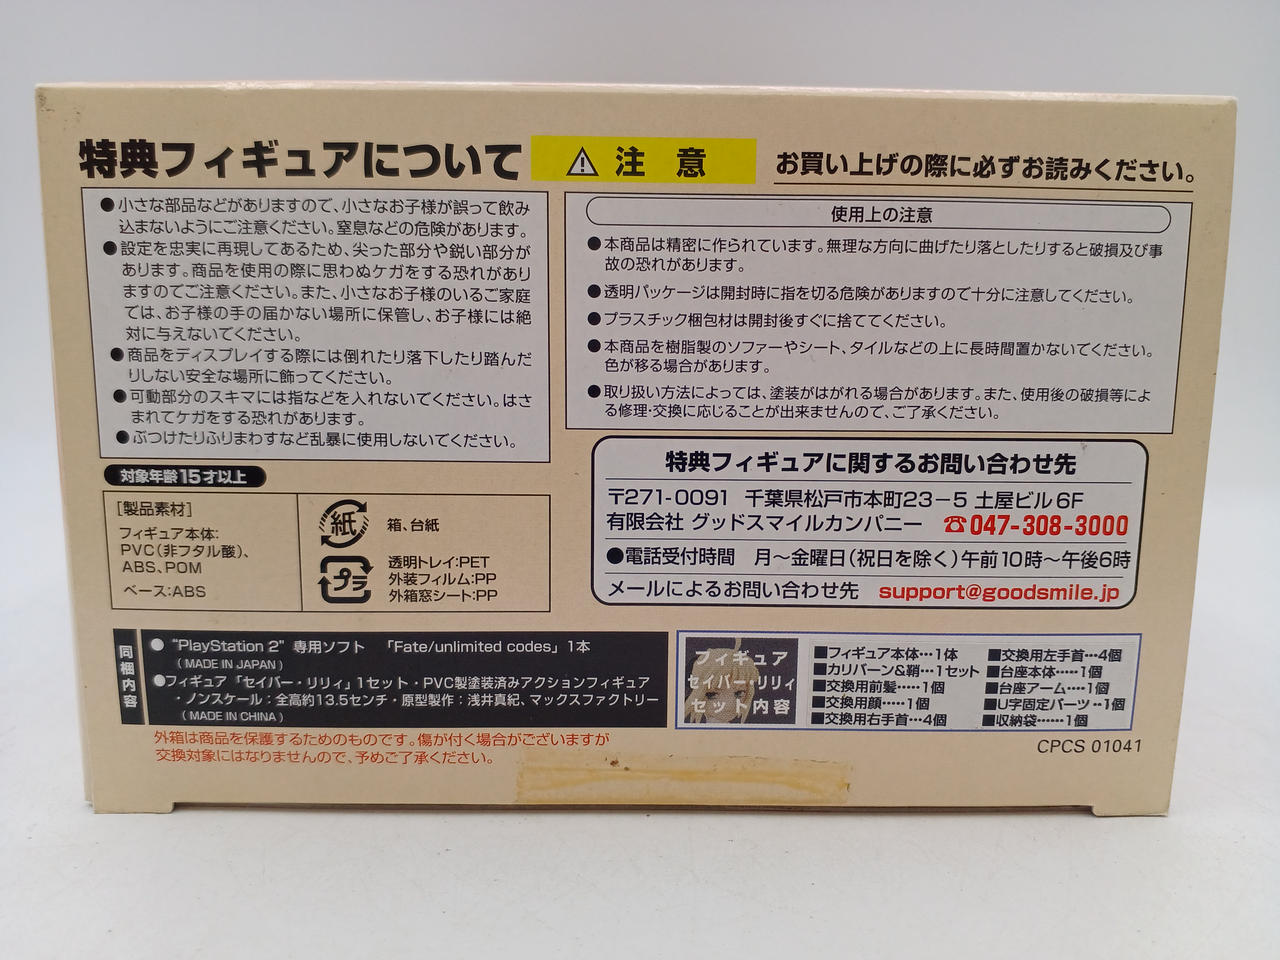 特典フィギュアについて
⚠ 注 意
お買い上げの際に必ずお読みください。
●小さな部品などがありますので、小さなお子様が誤って飲み
込まないようにご注意ください。窒息などの危険があります。
●設定を忠実に再現してあるため、尖った部分や鋭い部分が
あります。商品を使用の際に思わぬケガをする恐れがあり
ますのでご注意ください。また、小さなお子様のいるご家庭
では、お子様の手の届かない場所に保管し、お子様には絶
対に与えないでください。
●商品をディスプレイする際には倒れたり落下したり踏んだ
りしない安全な場所に飾ってください。
●可動部分のスキマには指などを入れないでください。はさ
まれてケガをする恐れがあります。
●ぶつけたりふりまわすなど乱暴に使用しないでください。
使用上の注意
●本商品は精密に作られています。無理な方向に曲げたり落としたりすると破損及び事
故の恐れがあります。
●透明パッケージは開封時に指を切る危険がありますので十分に注意してください。
●プラスチック梱包材は開封後すぐに捨ててください。
●本商品を樹脂製のソファーやシート、タイルなどの上に長時間置かないでください。
色が移る場合があります。
●取り扱い方法によっては、塗装がはがれる場合があります。また、使用後の破損等によ
る修理・交換に応じることが出来ませんので、ご了承ください。
対象年齢15才以上
[製品素材]
フィギュア本体:
PVC(非フタル酸)、
ABS、POM
ベース:ABS
紙
箱、台紙
プラ
透明トレイ:PET
外装フィルム:PP
外箱窓シート:PP
特典フィギュアに関するお問い合わせ先
〒271-0091 千葉県松戸市本町23−5 土屋ビル6F
有限会社 グッドスマイルカンパニー ☎047-308-3000
●電話受付時間 月～金曜日(祝日を除く)午前10時～午後6時
メールによるお問い合わせ先 support@goodsmile.jp
同梱内容
●“PlayStation 2” 専用ソフト 「Fate/unlimited codes」1本
(MADE IN JAPAN)
●フィギュア「セイバー・リリィ」1セット・PVC製塗装済みアクションフィギュア
・ノンスケール：全高約13.5センチ・原型製作：浅井真紀、マックスファクトリー
(MADE IN CHINA)
フィギュア
セイバー・リリィ
セット内容
■フィギュア本体…1体
■カリバーン&鞘…1セット
■交換用前髪……1個
■交換用顔……1個
■交換用右手首…4個
■交換用左手首…4個
■台座本体……1個
■台座アーム……1個
■U字固定パーツ…1個
■収納袋……1個
外箱は商品を保護するためのものです。傷が付く場合がございますが
交換対象にはなりませんので、予めご了承ください。
CPCS 01041